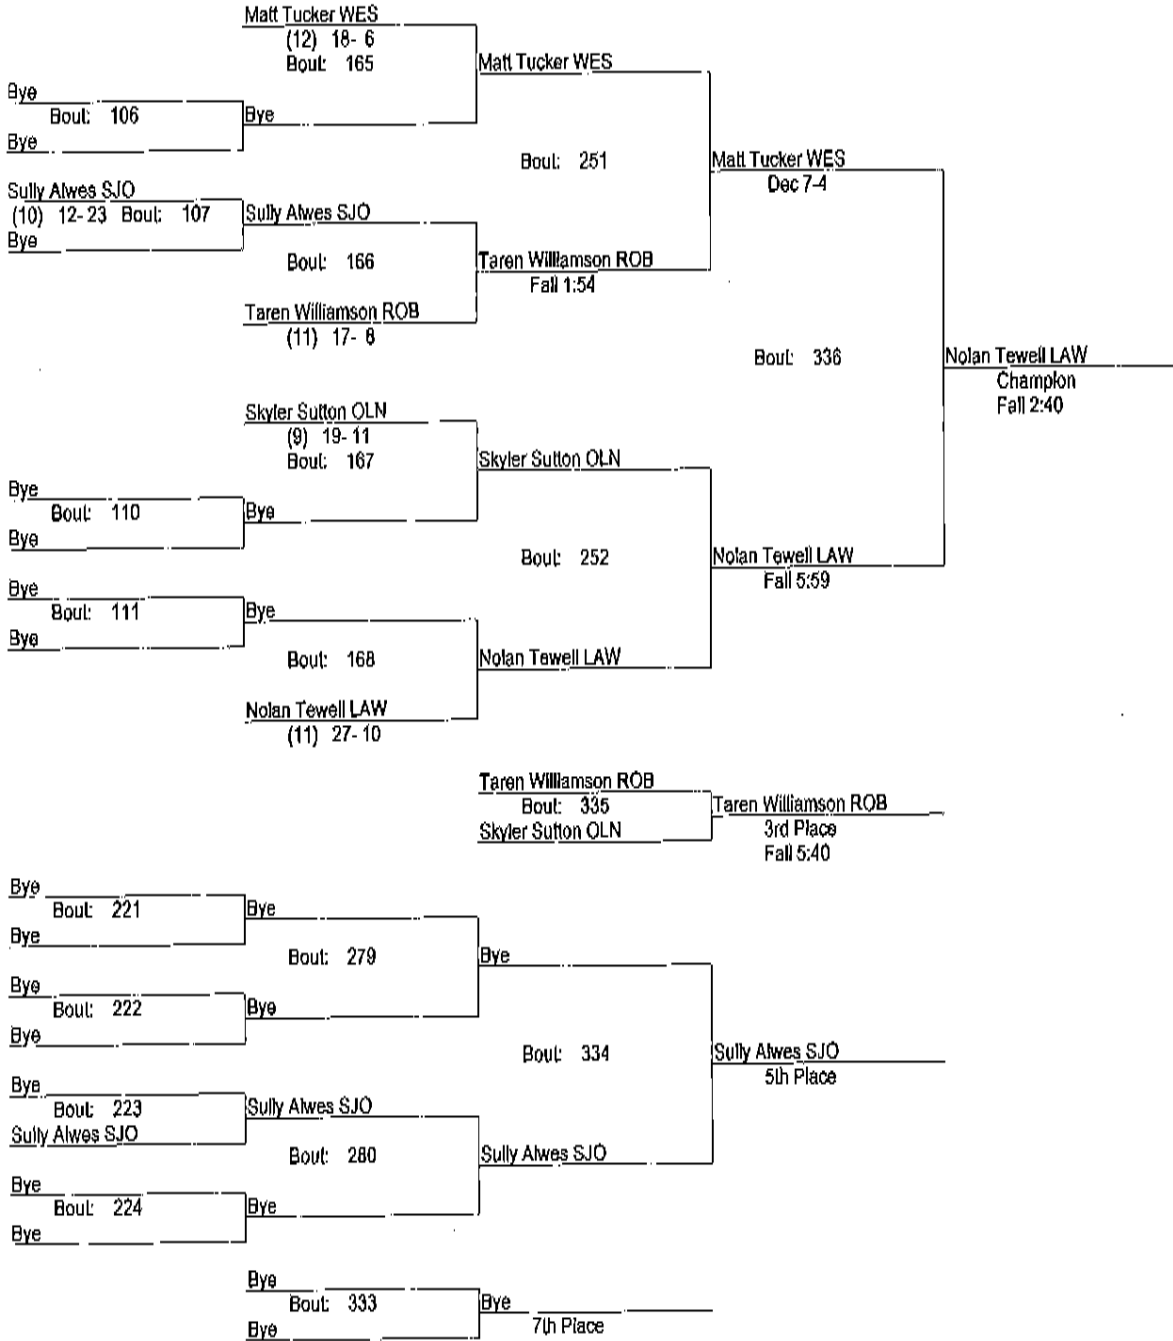 Matt Tucker WES
(12) 18- 6
Bout: 165
Matt Tucker WES
Bye
Bout: 106
Bye
Bye
Bout: 251
Matt Tucker WES
Dec 7-4
Sully Alwes SJO
(10) 12- 23 Bout: 107
Sully Alwes SJO
Bye
Bout: 166
Taren Williamson ROB
Fall 1:54
Taren Williamson ROB
(11) 17- 8
Bout: 336
Nolan Tewell LAW
Champion
Fall 2:40
Skyler Sutton OLN
(9) 19- 11
Bout: 167
Skyler Sutton OLN
Bye
Bout: 110
Bye
Bye
Bout: 252
Nolan Tewell LAW
Fall 5:59
Bye
Bout: 111
Bye
Bye
Bout: 168
Nolan Tewell LAW
Nolan Tewell LAW
(11) 27- 10
Taren Williamson ROB
Bout: 335
Taren Williamson ROB
Skyler Sutton OLN
3rd Place
Fall 5:40
Bye
Bout: 221
Bye
Bye
Bout: 279
Bye
Bye
Bout: 222
Bye
Bye
Bout: 334
Sully Alwes SJO
5th Place
Bye
Bout: 223
Sully Alwes SJO
Sully Alwes SJO
Bout: 280
Sully Alwes SJO
Bye
Bout: 224
Bye
Bye
Bye
Bout: 333
Bye
Bye
7th Place